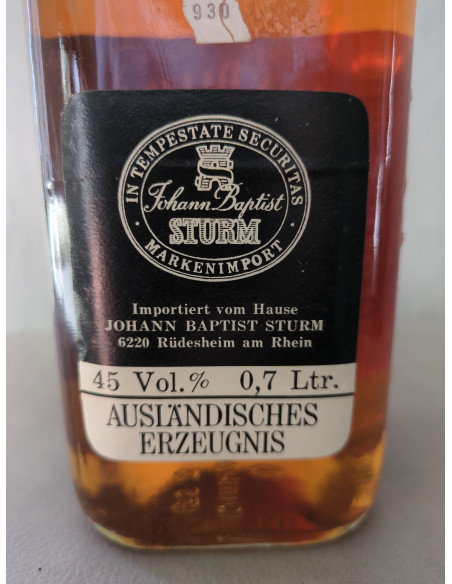 930
IN TEMPESTATE SECURITAS
Johann Baptist
STURM
MARKENIMPORT
Importiert vom Hause
JOHANN BAPTIST STURM
6220 Rüdesheim am Rhein
45 Vol.% 0,7 Ltr.
AUSLÄNDISCHES
ERZEUGNIS